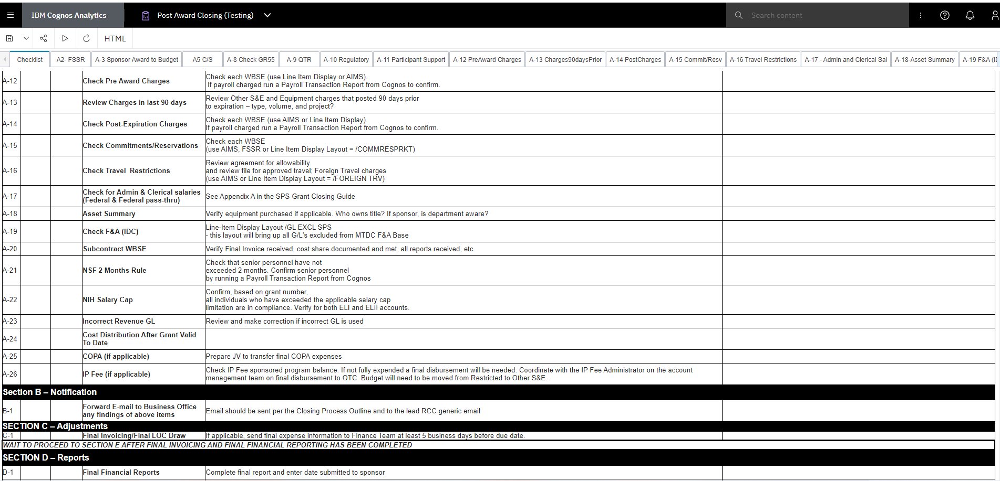 IBM Cognos Analytics
Post Award Closing (Testing)
Search content
HTML
Checklist
A2- FSSR
A-3 Sponsor Award to Budget
A5 C/S
A-8 Check GR55
A-9 QTR
A-10 Regulatory
A-11 Participant Support
A-12 PreAward Charges
A-13 Charges90daysPrior
A-14 PostCharges
A-15 Commit/Resv
A-16 Travel Restrictions
A-17 - Admin and Clerical Sal
A-18-Asset Summary
A-19 F&A (ID
A-12
Check Pre Award Charges
Check each WBSE (use Line Item Display or AIMS).
If payroll charged run a Payroll Transaction Report from Cognos to confirm.
A-13
Review Charges in last 90 days
Review Other S&E and Equipment charges that posted 90 days prior
to expiration – type, volume, and project?
A-14
Check Post-Expiration Charges
Check each WBSE (use AIMS or Line Item Display).
If payroll charged run a Payroll Transaction Report from Cognos to confirm.
A-15
Check Commitments/Reservations
Check each WBSE
(use AIMS, FSSR or Line Item Display Layout = /COMMRESPRKT)
A-16
Check Travel  Restrictions
Review agreement for allowability
and review file for approved travel; Foreign Travel charges
(use AIMS or Line Item Display Layout = /FOREIGN TRV)
A-17
Check for Admin & Clerical salaries
(Federal & Federal pass-thru)
See Appendix A in the SPS Grant Closing Guide
A-18
Asset Summary
Verify equipment purchased if applicable. Who owns title? If sponsor, is department aware?
A-19
Check F&A (IDC)
Line-Item Display Layout /GL EXCL SPS
- this layout will bring up all G/L's excluded from MTDC F&A Base
A-20
Subcontract WBSE
Verify Final Invoice received, cost share documented and met, all reports received, etc.
A-21
NSF 2 Months Rule
Check that senior personnel have not
exceeded 2 months. Confirm senior personnel
by running a Payroll Transaction Report from Cognos
A-22
NIH Salary Cap
Confirm, based on grant number,
all individuals who have exceeded the applicable salary cap
limitation are in compliance. Verify for both ELI and ELII accounts.
A-23
Incorrect Revenue GL
Review and make correction if incorrect GL is used
A-24
Cost Distribution After Grant Valid
To Date
A-25
COPA (if applicable)
Prepare JV to transfer final COPA expenses
A-26
IP Fee (if applicable)
Check IP Fee sponsored program balance. If not fully expended a final disbursement will be needed. Coordinate with the IP Fee Administrator on the account
management team on final disbursement to OTC. Budget will need to be moved from Restricted to Other S&E.
Section B – Notification
B-1
Forward E-mail to Business Office
any findings of above items
Email should be sent per the Closing Process Outline and to the lead RCC generic email
SECTION C – Adjustments
C-1
Final Invoicing/Final LOC Draw
If applicable, send final expense information to Finance Team at least 5 business days before due date.
WAIT TO PROCEED TO SECTION E AFTER FINAL INVOICING AND FINAL FINANCIAL REPORTING HAS BEEN COMPLETED
SECTION D – Reports
D-1
Final Financial Reports
Complete final report and enter date submitted to sponsor